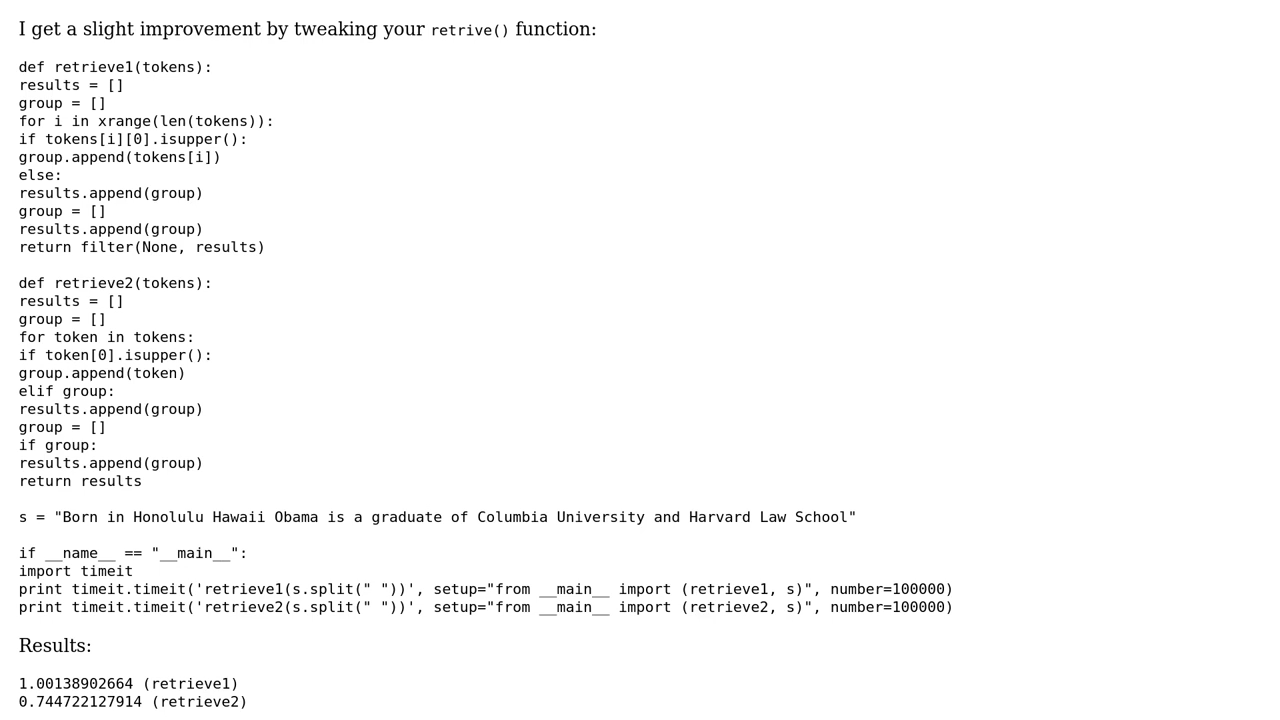 I get a slight improvement by tweaking your retrive() function:
def retrieve1(tokens):
results = []
group = []
for i in xrange(len(tokens)):
if tokens[i][0].isupper():
group.append(tokens[i])
else:
results.append(group)
group = []
results.append(group)
return filter(None, results)
def retrieve2(tokens):
results = []
group = []
for token in tokens:
if token[0].isupper():
group.append(token)
elif group:
results.append(group)
group = []
if group:
results.append(group)
return results
s = "Born in Honolulu Hawaii Obama is a graduate of Columbia University and Harvard Law School"
if __name__ == "__main__":
import timeit
print timeit.timeit('retrieve1(s.split(" "))', setup="from __main__ import (retrieve1, s)", number=100000)
print timeit.timeit('retrieve2(s.split(" "))', setup="from __main__ import (retrieve2, s)", number=100000)
Results:
1.00138902664 (retrieve1)
0.744722127914 (retrieve2)